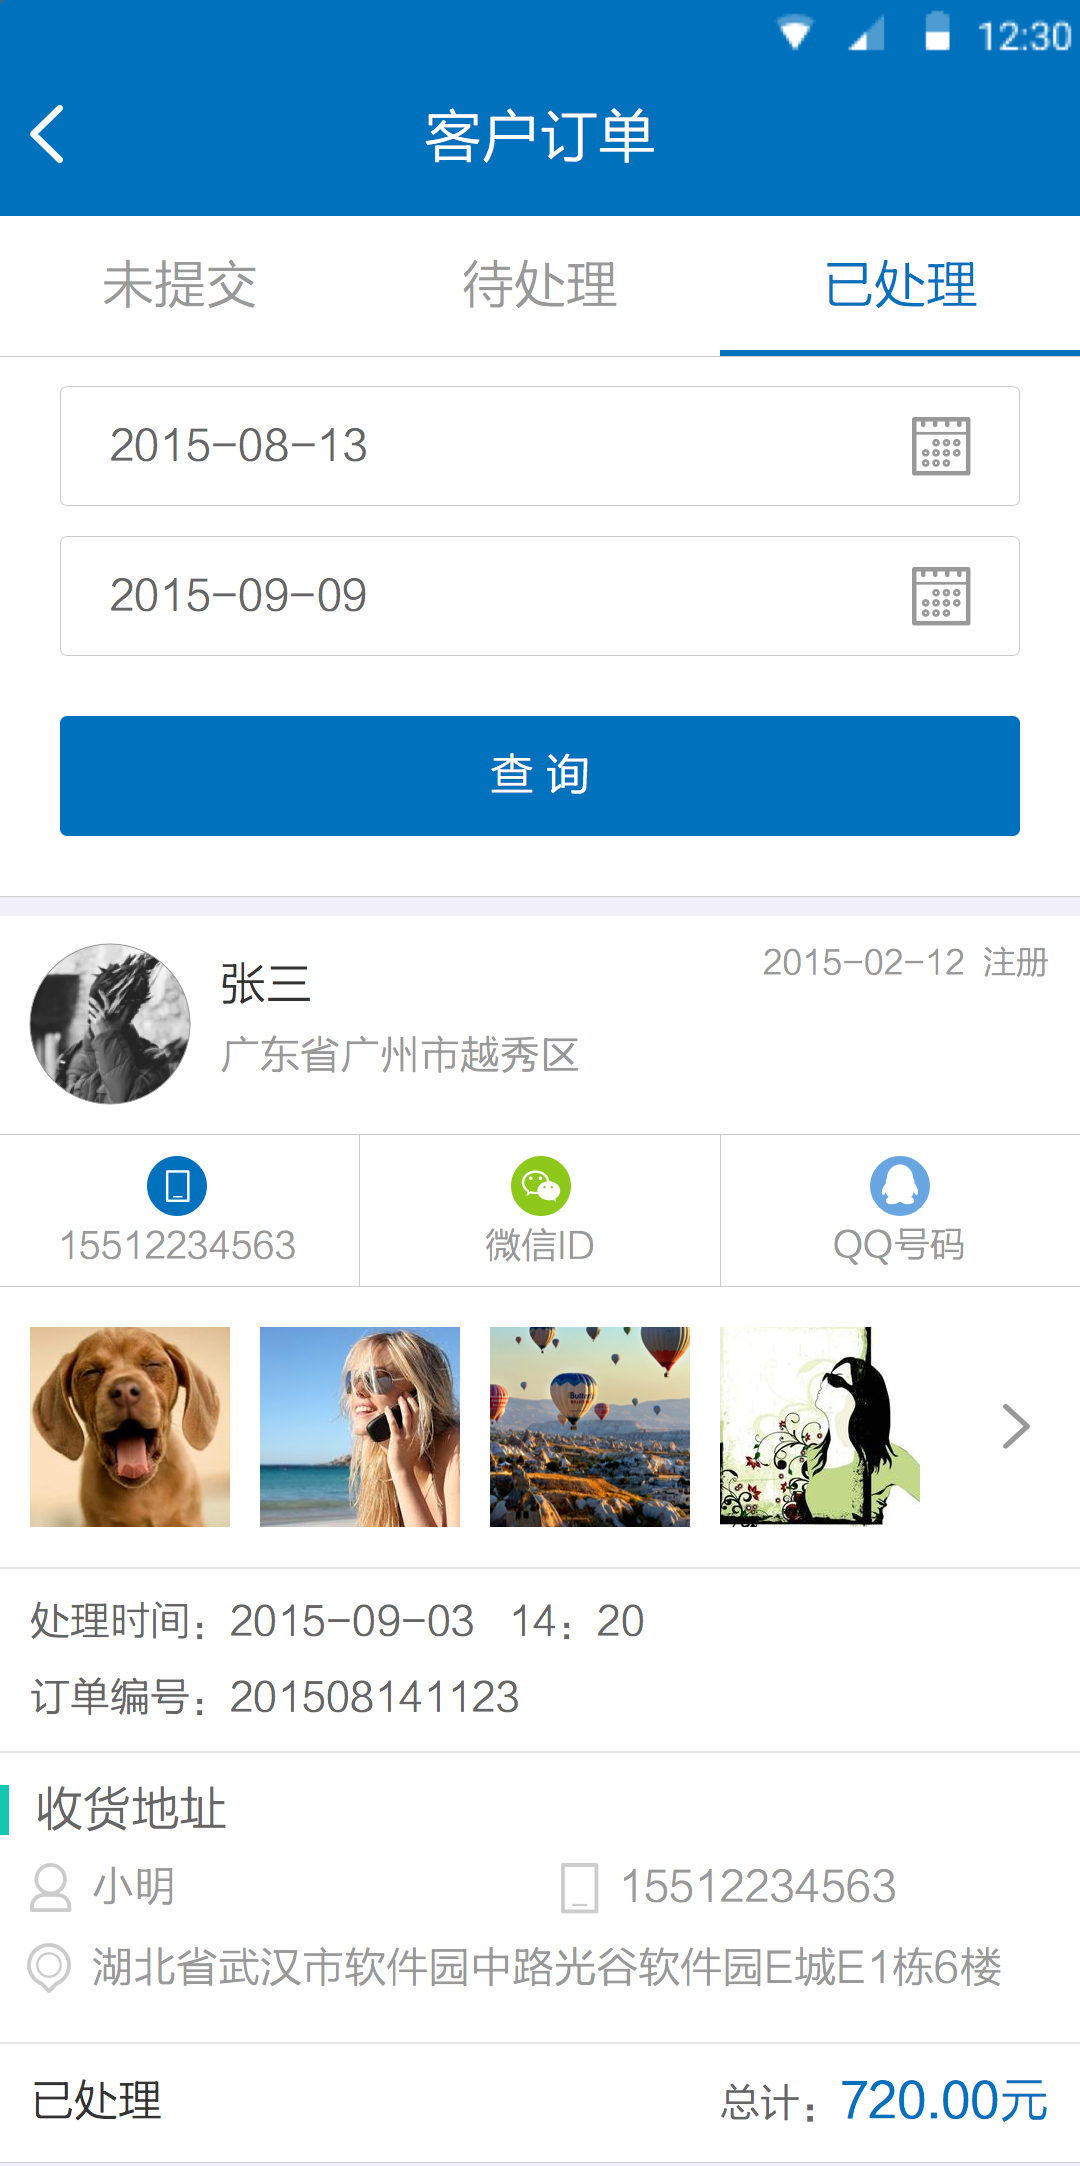 12:30
客户订单
未提交 待处理 已处理
2015-08-13
2015-09-09
查 询
张三 2015-02-12 注册
广东省广州市越秀区
15512234563 微信ID QQ号码
处理时间：2015-09-03 14：20
订单编号：201508141123
收货地址
小明 15512234563
湖北省武汉市软件园中路光谷软件园E城E1栋6楼
已处理 总计：720.00元